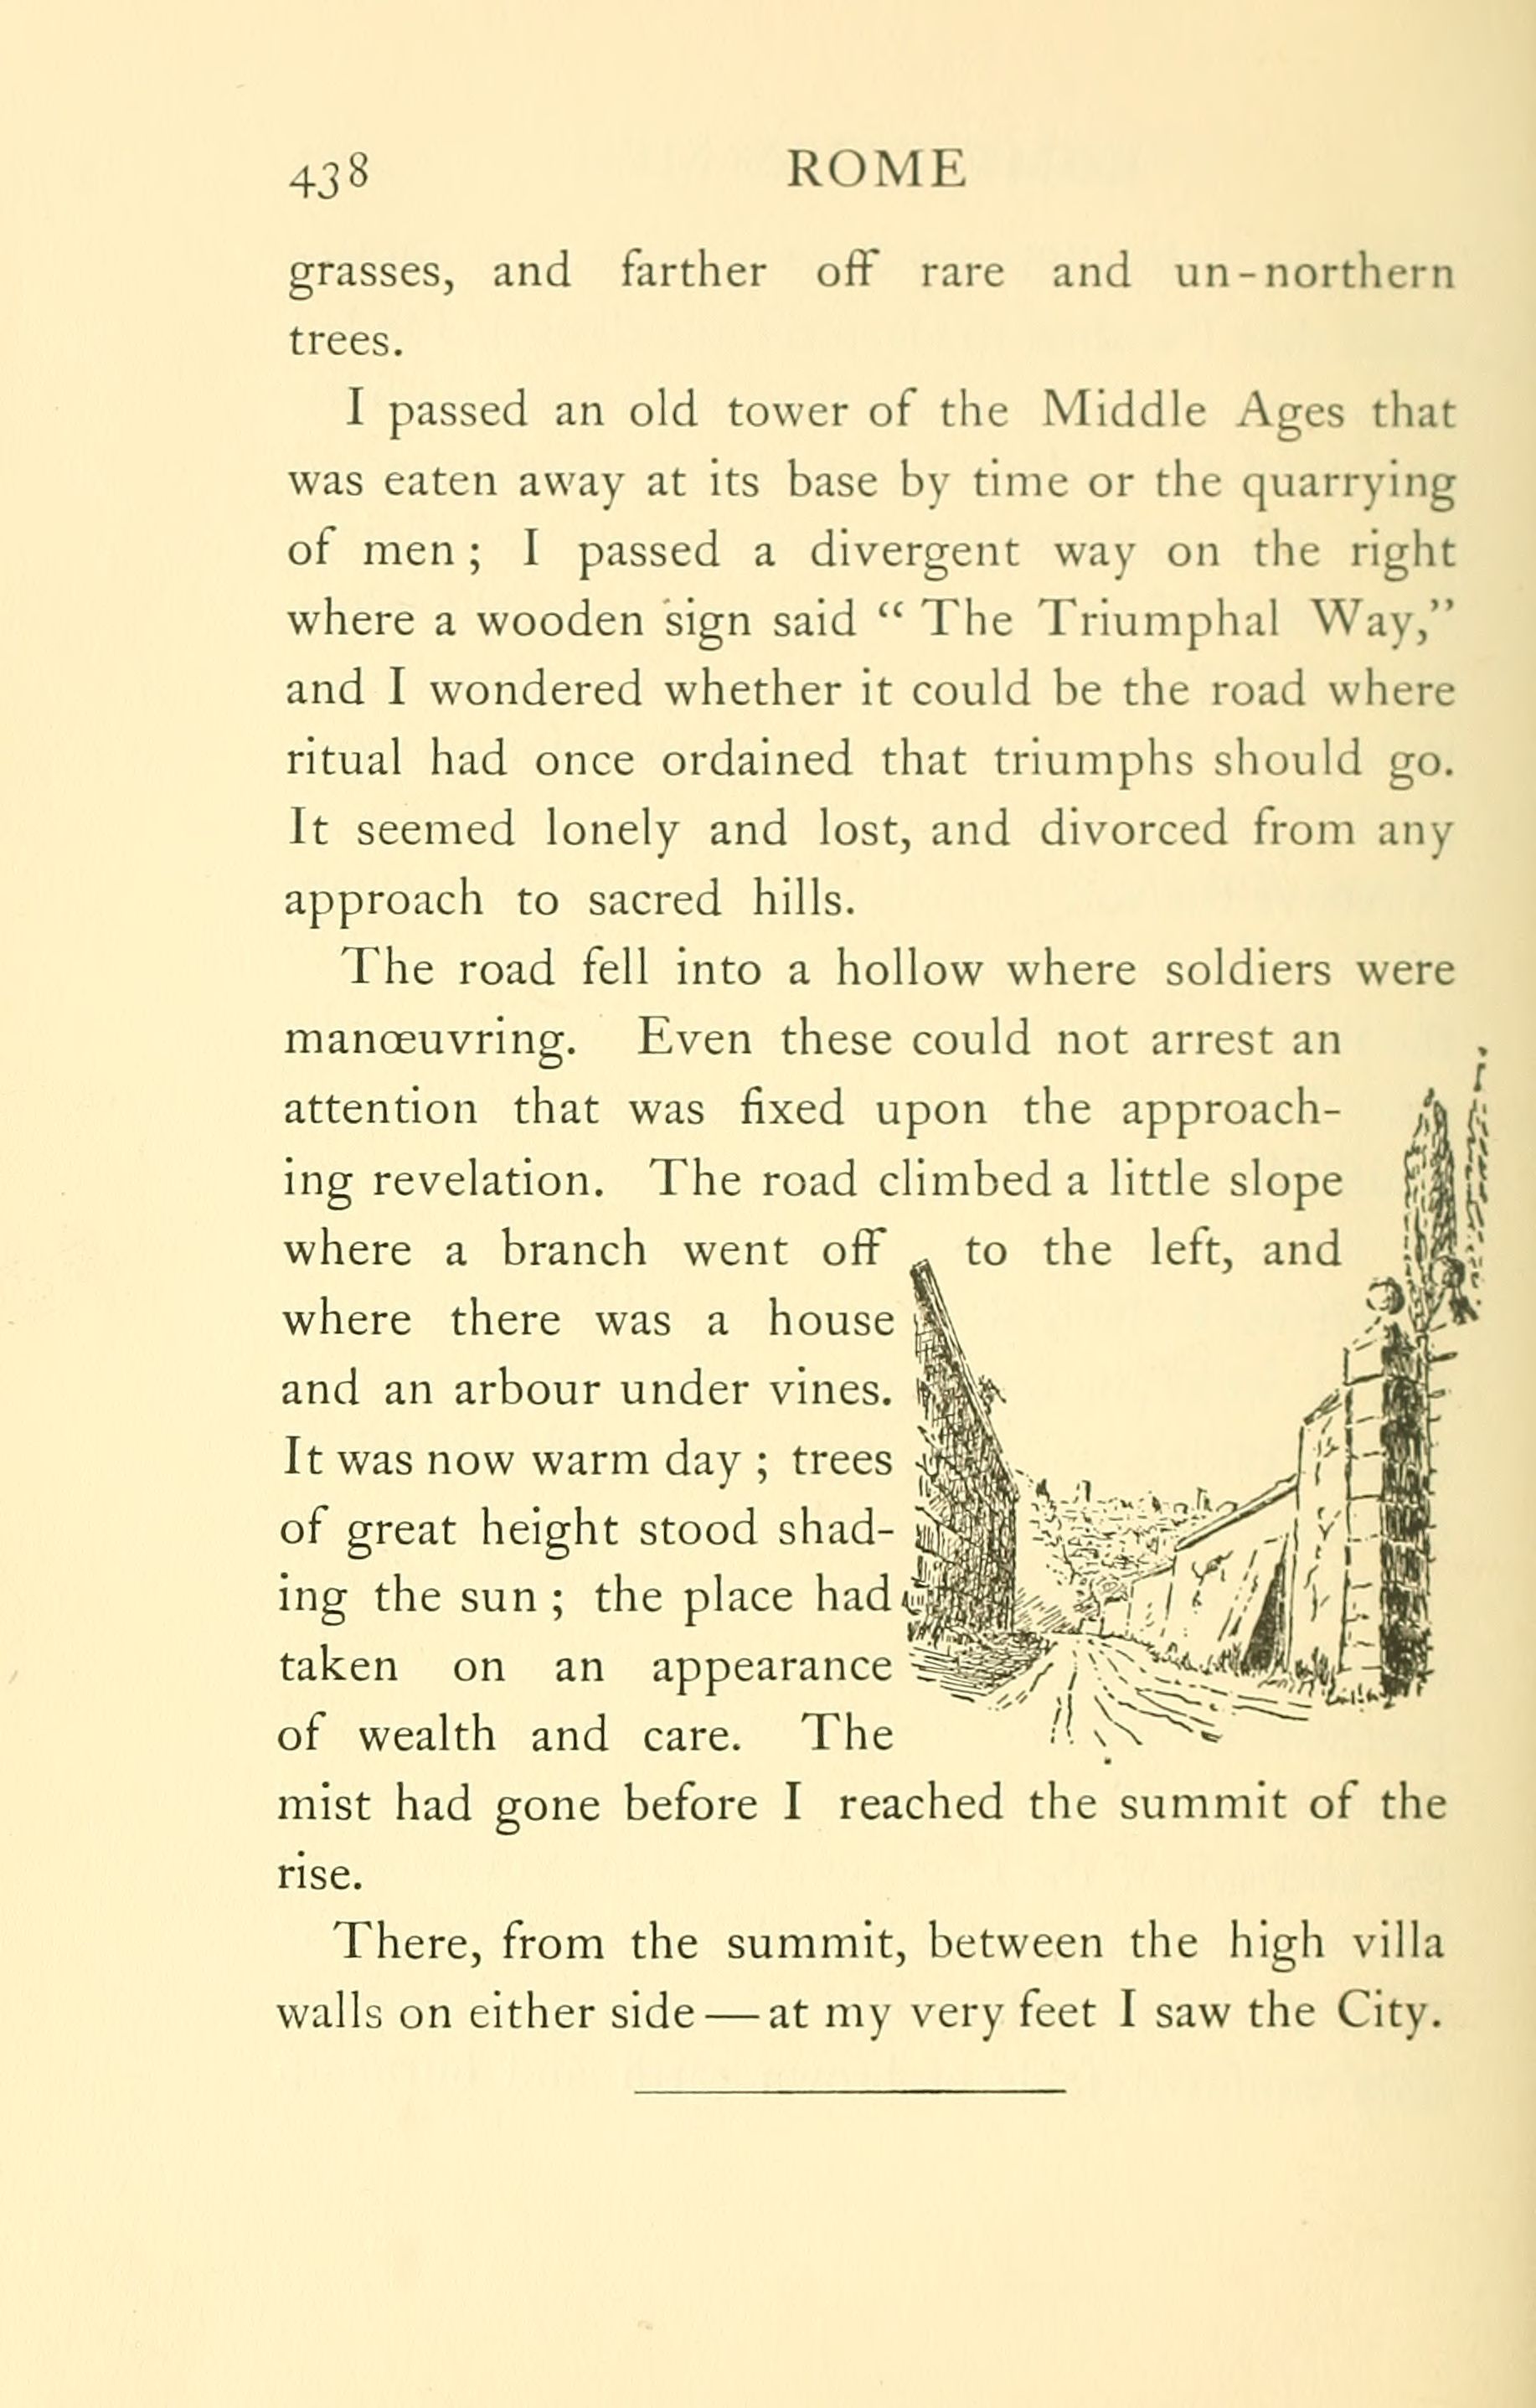 438 ROME
grasses, and farther off rare and un-northern
trees.
I passed an old tower of the Middle Ages that
was eaten away at its base by time or the quarrying
of men; I passed a divergent way on the right
where a wooden sign said “The Triumphal Way,”
and I wondered whether it could be the road where
ritual had once ordained that triumphs should go.
It seemed lonely and lost, and divorced from any
approach to sacred hills.
The road fell into a hollow where soldiers were
manœuvring. Even these could not arrest an
attention that was fixed upon the approach-
ing revelation. The road climbed a little slope
where a branch went off to the left, and
where there was a house
and an arbour under vines.
It was now warm day; trees
of great height stood shad-
ing the sun; the place had
taken on an appearance
of wealth and care. The
mist had gone before I reached the summit of the
rise.
There, from the summit, between the high villa
walls on either side—at my very feet I saw the City.